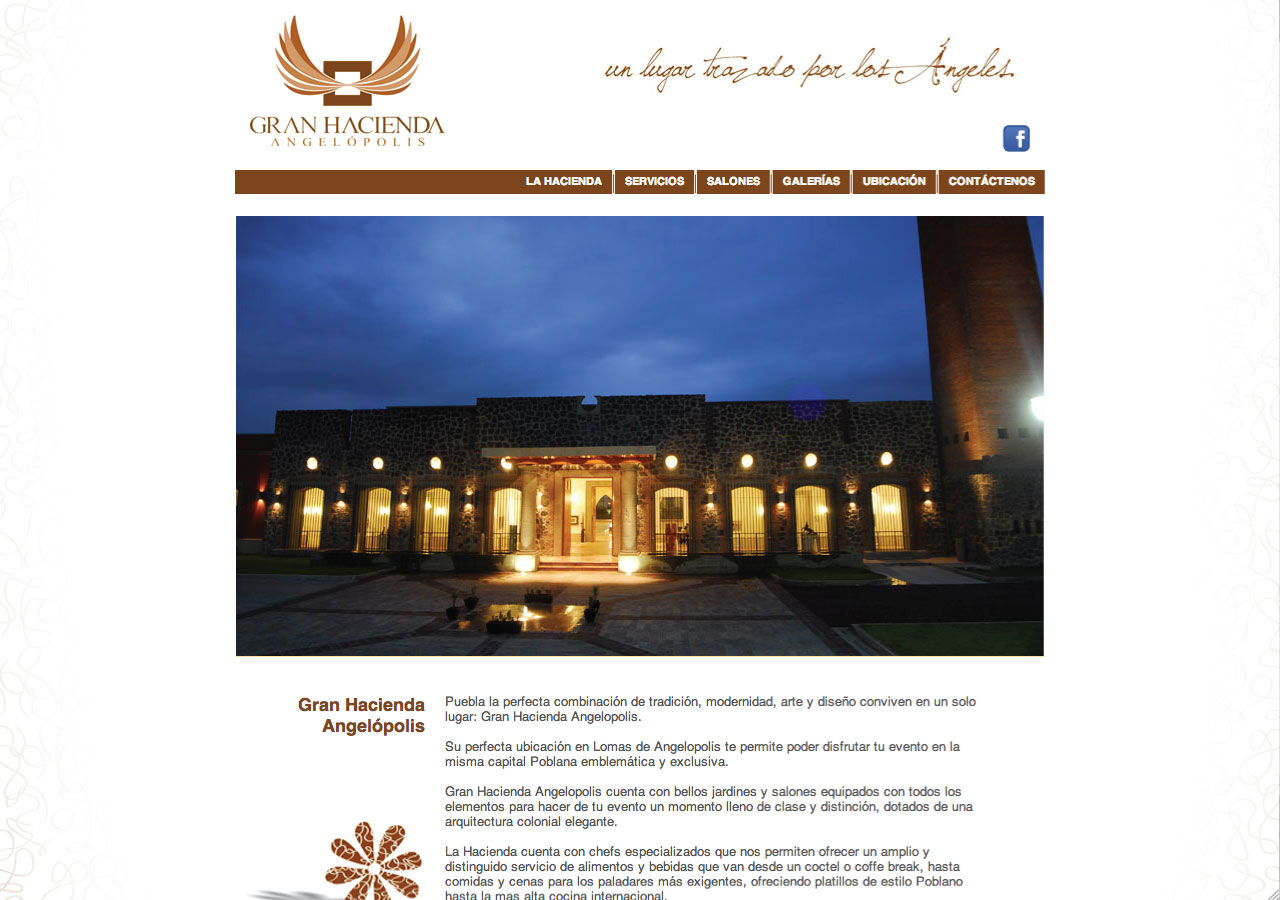 un lugar trazado por los Ángeles.
GRAN HACIENDA
ANGELÓPOLIS
f
LA HACIENDA SERVICIOS SALONES GALERÍAS UBICACIÓN CONTÁCTENOS
Gran Hacienda
Angelópolis
Puebla la perfecta combinación de tradición, modernidad, arte y diseño conviven en un solo
lugar: Gran Hacienda Angelopolis.
Su perfecta ubicación en Lomas de Angelopolis te permite poder disfrutar tu evento en la
misma capital Poblana emblemática y exclusiva.
Gran Hacienda Angelopolis cuenta con bellos jardines y salones equipados con todos los
elementos para hacer de tu evento un momento lleno de clase y distinción, dotados de una
arquitectura colonial elegante.
La Hacienda cuenta con chefs especializados que nos permiten ofrecer un amplio y
distinguido servicio de alimentos y bebidas que van desde un coctel o coffe break, hasta
comidas y cenas para los paladares más exigentes, ofreciendo platillos de estilo Poblano
hasta la mas alta cocina internacional.